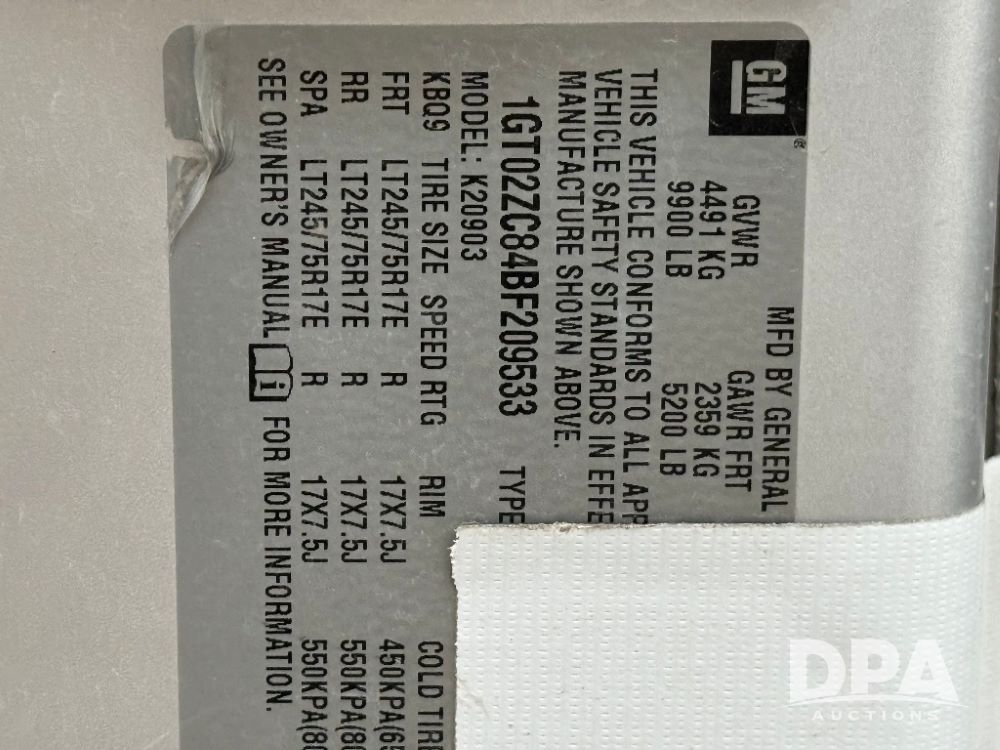 GM
MFD BY GENERAL
GVWR GAWR FRT
4491 KG 2359 KG
9900 LB 5200 LB
THIS VEHICLE CONFORMS TO ALL APP
VEHICLE SAFETY STANDARDS IN EFFE
MANUFACTURE SHOWN ABOVE.
1GT02ZC84BF209533 TYPE
MODEL: K20903
KBQ9 TIRE SIZE SPEED RTG RIM COLD TIRE
FRT LT245/75R17E R 17X7.5J 450KPA(65
RR LT245/75R17E R 17X7.5J 550KPA(80
SPA LT245/75R17E R 17X7.5J 550KPA(80
SEE OWNER'S MANUAL i FOR MORE INFORMATION.
DPA
AUCTIONS